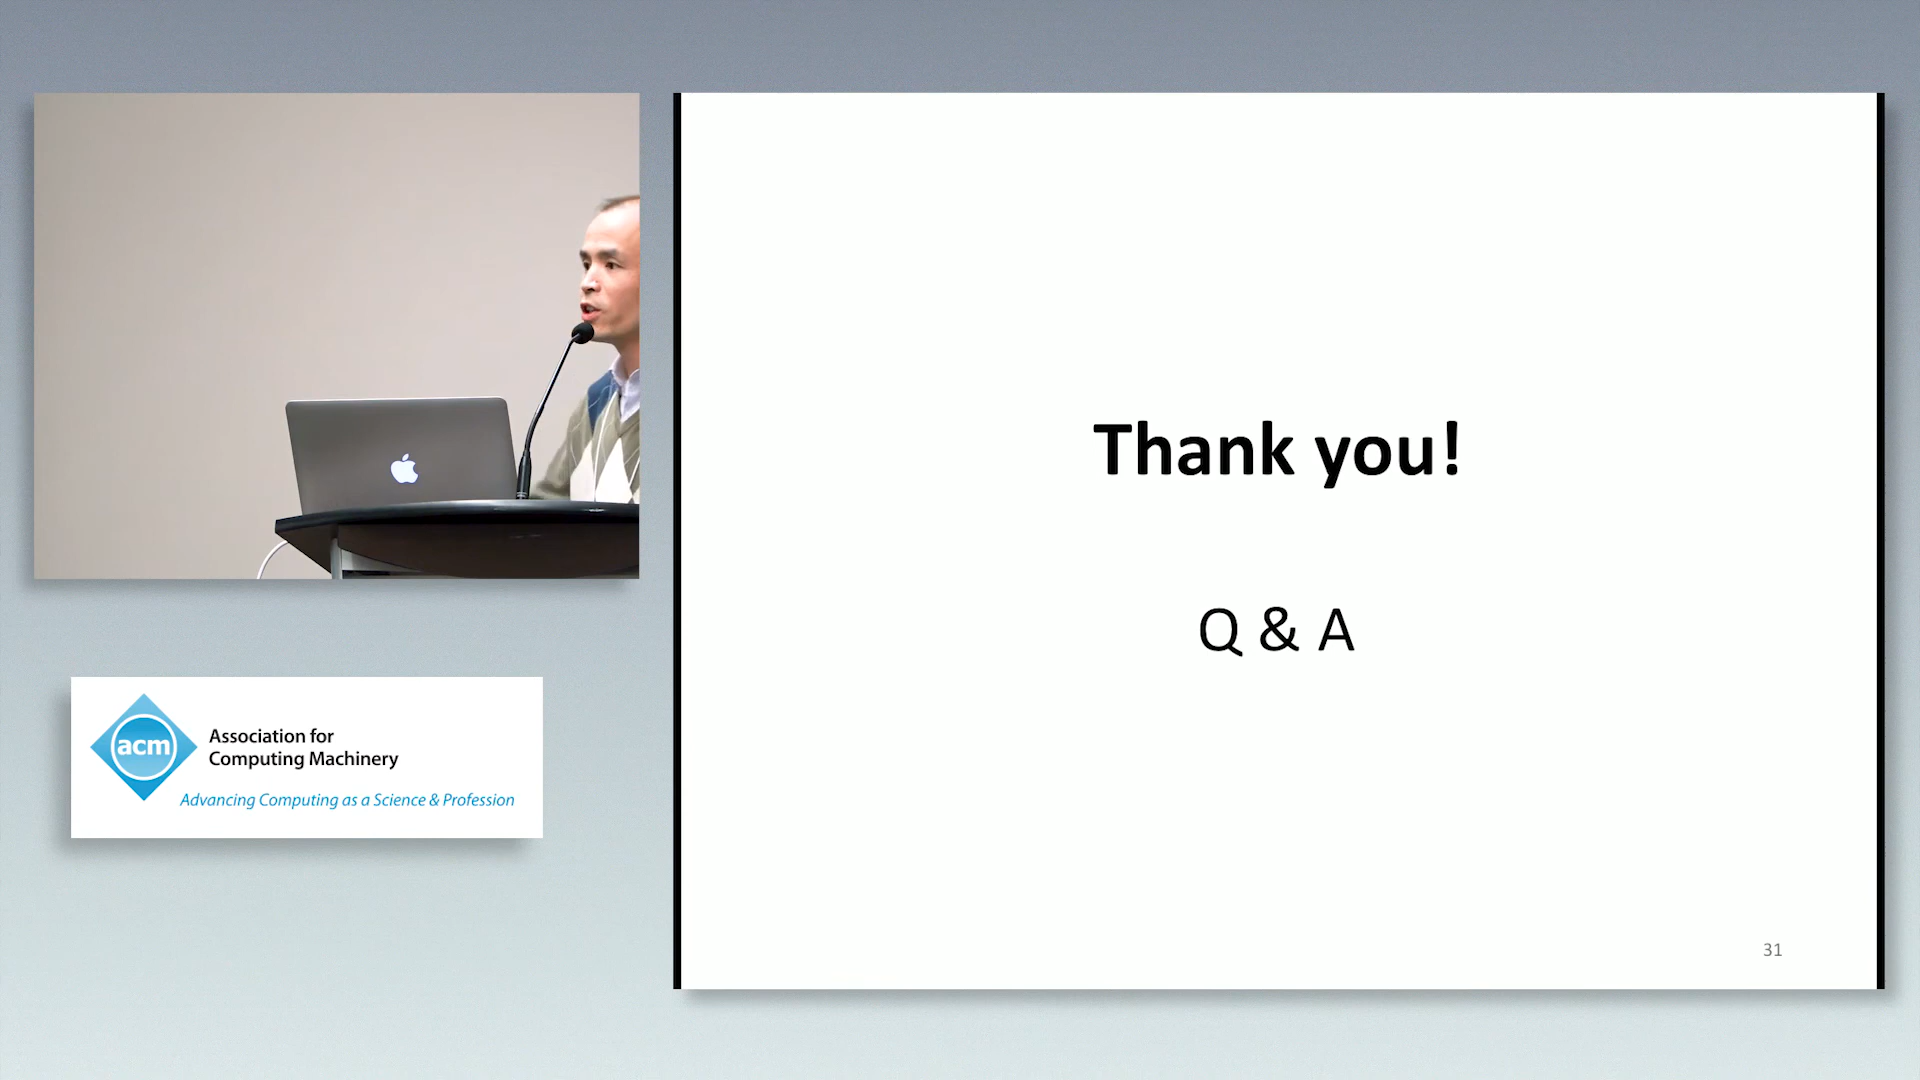 Thank you!
Q & A
31
acm
Association for
Computing Machinery
Advancing Computing as a Science & Profession